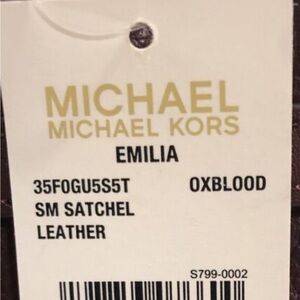 MICHAEL
MICHAEL KORS
EMILIA
35F0GU5S5T OXBLOOD
SM SATCHEL
LEATHER
S799-0002